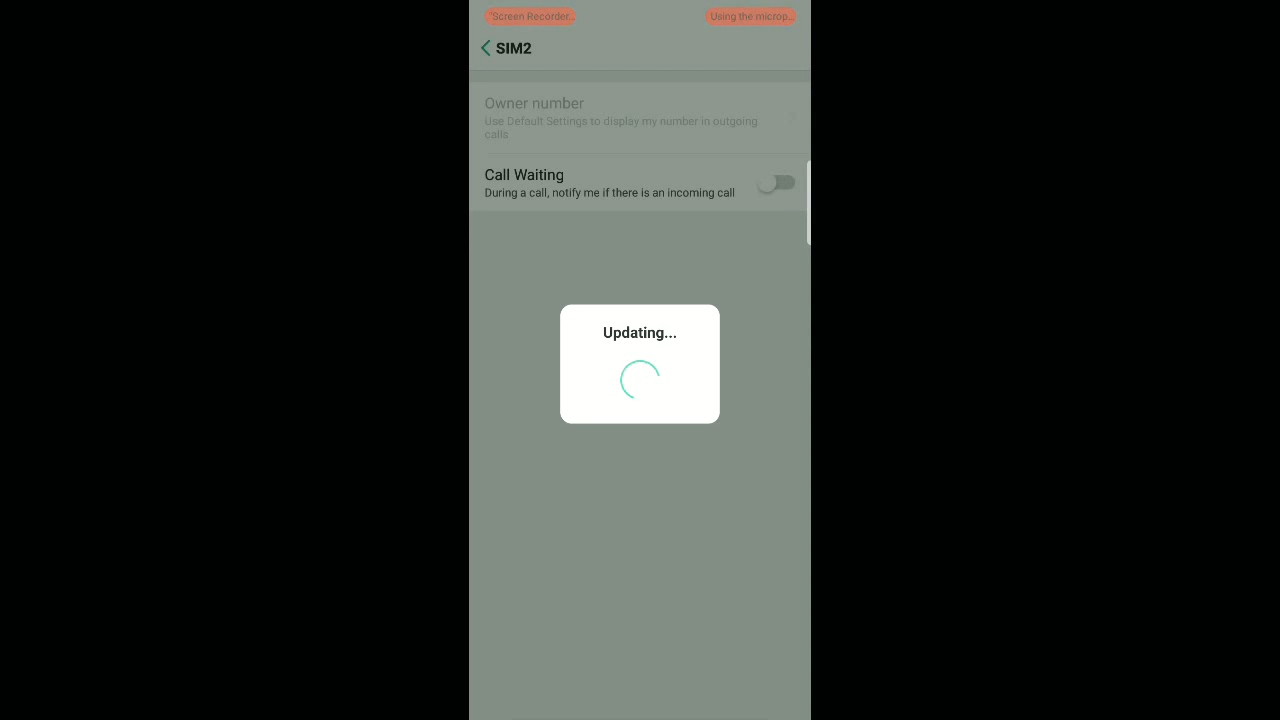 "Screen Recorder...
Using the microp...
SIM2
Owner number
Use Default Settings to display my number in outgoing
calls
Call Waiting
During a call, notify me if there is an incoming call
Updating...